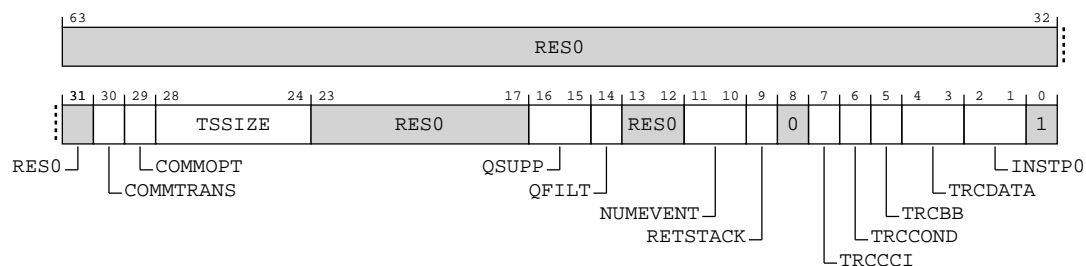 63 32
RES0
31 30 29 28 24 23 17 16 15 14 13 12 11 10 9 8 7 6 5 4 3 2 1 0
TSSIZE RES0 RES0 0 1
RES0 COMMOPT QSUPP INSTP0
COMMTRANS QFILT TRCDATA
NUMEVENT TRCBB
RETSTACK TRCCOND
TRCCCI